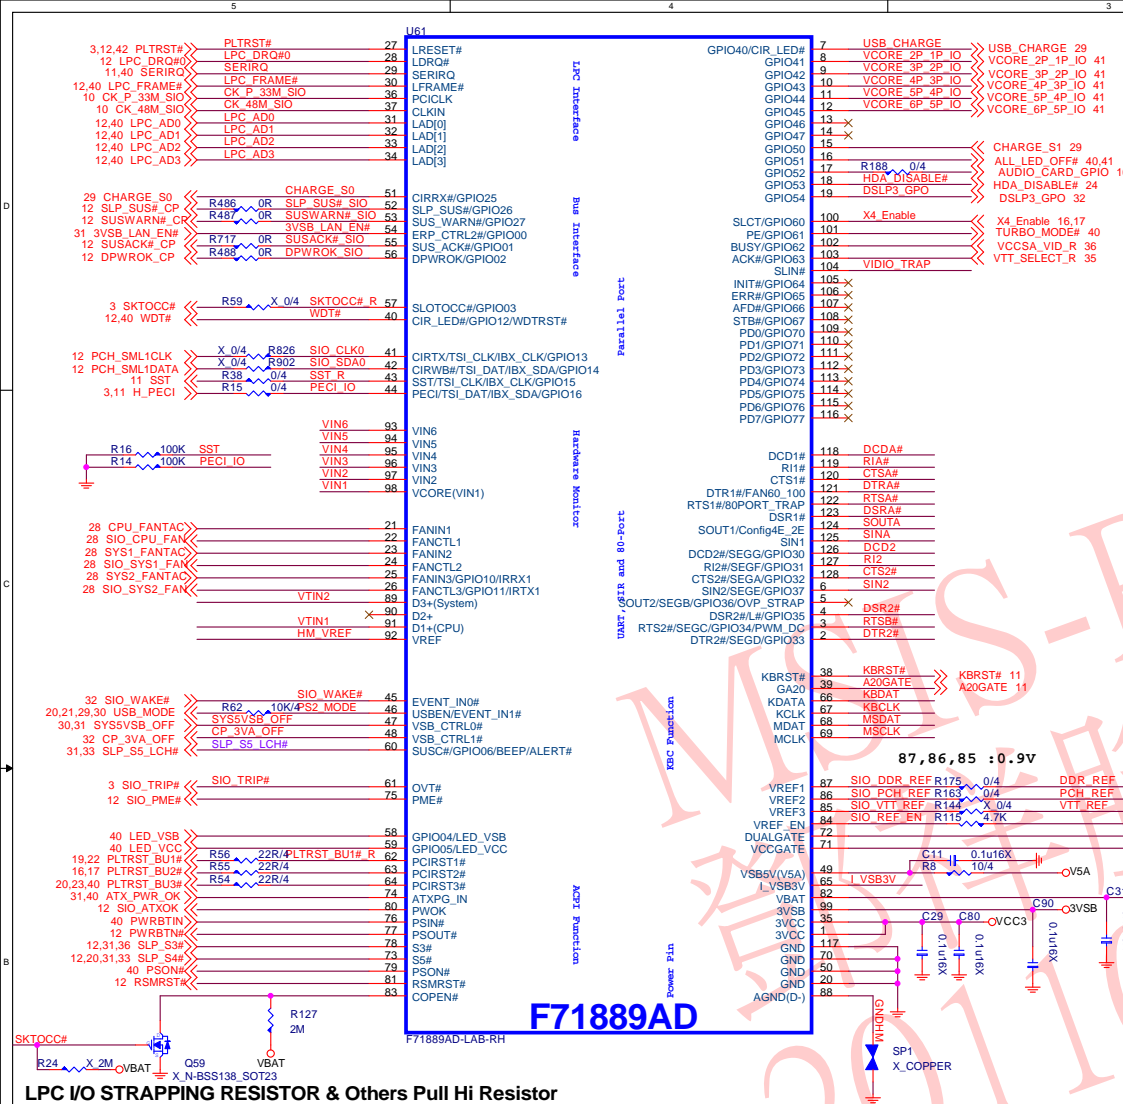 5 4 3
U61
3,12,42 PLTRST# PLTRST# 27 LRESET#
12 LPC_DRQ#0 LPC_DRQ#0 28 LDRQ#
11,40 SERIRQ SERIRQ 29 SERIRQ
12,40 LPC_FRAME# LPC_FRAME# 30 LFRAME#
10 CK_P_33M_SIO CK_P_33M_SIO 36 PCICLK
10 CK_48M_SIO CK_48M_SIO 37 CLKIN
12,40 LPC_AD0 LPC_AD0 31 LAD[0]
12,40 LPC_AD1 LPC_AD1 32 LAD[1]
12,40 LPC_AD2 LPC_AD2 33 LAD[2]
12,40 LPC_AD3 LPC_AD3 34 LAD[3]
29 CHARGE_S0 CHARGE_S0 51 CIRRX#/GPIO25
12 SLP_SUS#_CP R486 0R SLP_SUS#_SIO 52 SLP_SUS#/GPIO26
12 SUSWARN#_CP R487 0R SUSWARN#_SIO 53 SUS_WARN#/GPIO27
31 3VSB_LAN_EN# 3VSB_LAN_EN# 54 ERP_CTRL2#/GPIO00
12 SUSACK#_CP R717 0R SUSACK#_SIO 55 SUS_ACK#/GPIO01
12 DPWROK_CP R488 0R DPWROK_SIO 56 DPWROK/GPIO02
3 SKTOCC# R59 X_0/4 SKTOCC#_R 57 SLOTOCC#/GPIO03
12,40 WDT# WDT# 40 CIR_LED#/GPIO12/WDTRST#
12 PCH_SML1CLK X_0/4 R826 SIO_CLK0 41 CIRTX/TSI_CLK/IBX_CLK/GPIO13
12 PCH_SML1DATA X_0/4 R902 SIO_SDA0 42 CIRWB#/TSI_DAT/IBX_SDA/GPIO14
11 SST R38 0/4 SST_R 43 SST/TSI_CLK/IBX_CLK/GPIO15
3,11 H_PECI R15 0/4 PECI_IO 44 PECI/TSI_DAT/IBX_SDA/GPIO16
VIN6 93 VIN6
VIN5 94 VIN5
VIN4 95 VIN4
VIN3 96 VIN3
VIN2 97 VIN2
VIN1 98 VCORE(VIN1)
R16 100K SST
R14 100K PECI_IO
28 CPU_FANTAC 21 FANIN1
28 SIO_CPU_FAN 22 FANCTL1
28 SYS1_FANTAC 23 FANIN2
28 SIO_SYS1_FAN 24 FANCTL2
28 SYS2_FANTAC 25 FANIN3/GPIO10/IRRX1
28 SIO_SYS2_FAN 26 FANCTL3/GPIO11/IRTX1
VTIN2 89 D3+(System)
90 D2+
VTIN1 91 D1+(CPU)
HM_VREF 92 VREF
32 SIO_WAKE# SIO_WAKE# 45 EVENT_IN0#
20,21,29,30 USB_MODE R62 10K/4 PS2_MODE 46 USBEN/EVENT_IN1#
30,31 SYS5VSB_OFF SYS5VSB_OFF 47 VSB_CTRL0#
32 CP_3VA_OFF CP_3VA_OFF 48 VSB_CTRL1#
31,33 SLP_S5_LCH# SLP_S5_LCH# 60 SUSC#/GPIO06/BEEP/ALERT#
3 SIO_TRIP# SIO_TRIP# 61 OVT#
12 SIO_PME# 75 PME#
40 LED_VSB 58 GPIO04/LED_VSB
40 LED_VCC 59 GPIO05/LED_VCC
19,22 PLTRST_BU1# R56 22R/4 PLTRST_BU1#_R 62 PCIRST1#
16,17 PLTRST_BU2# R55 22R/4 63 PCIRST2#
20,23,40 PLTRST_BU3# R54 22R/4 64 PCIRST3#
31,40 ATX_PWR_OK 74 ATXPG_IN
12 SIO_ATXOK 80 PWOK
40 PWRBTIN 76 PSIN#
12 PWRBTN# 77 PSOUT#
12,31,36 SLP_S3# 78 S3#
12,20,31,33 SLP_S4# 73 S5#
40 PSON# 79 PSON#
12 RSMRST# 81 RSMRST#
83 COPEN#
LPC Interface
Bus Interface
Parallel Port
Hardware Monitor
UART, SIR and 80-Port
KBC Function
ACPI Function
Power Pin
GPIO40/CIR_LED# 7 USB_CHARGE USB_CHARGE 29
GPIO41 8 VCORE_2P_1P_IO VCORE_2P_1P_IO 41
GPIO42 9 VCORE_3P_2P_IO VCORE_3P_2P_IO 41
GPIO43 10 VCORE_4P_3P_IO VCORE_4P_3P_IO 41
GPIO44 11 VCORE_5P_4P_IO VCORE_5P_4P_IO 41
GPIO45 12 VCORE_6P_5P_IO VCORE_6P_5P_IO 41
GPIO46 13
GPIO47 14
GPIO50 15 CHARGE_S1 29
GPIO51 16 ALL_LED_OFF# 40,41
GPIO52 17 R188 0/4 AUDIO_CARD_GPIO
GPIO53 18 HDA_DISABLE# HDA_DISABLE# 24
GPIO54 19 DSLP3_GPO DSLP3_GPO 32
SLCT/GPIO60 100 X4_Enable X4_Enable 16,17
PE/GPIO61 101 TURBO_MODE# 40
BUSY/GPIO62 102 VCCSA_VID_R 36
ACK#/GPIO63 103 VTT_SELECT_R 35
SLIN# 104 VIDIO_TRAP
INIT#/GPIO64 105
ERR#/GPIO65 106
AFD#/GPIO66 107
STB#/GPIO67 108
PD0/GPIO70 109
PD1/GPIO71 110
PD2/GPIO72 111
PD3/GPIO73 112
PD4/GPIO74 113
PD5/GPIO75 114
PD6/GPIO76 115
PD7/GPIO77 116
DCD1# 118 DCDA#
RI1# 119 RIA#
CTS1# 120 CTSA#
DTR1#/FAN60_100 121 DTRA#
RTS1#/80PORT_TRAP 122 RTSA#
DSR1# 123 DSRA#
SOUT1/Config4E_2E 124 SOUTA
SIN1 125 SINA
DCD2#/SEGG/GPIO30 126 DCD2
RI2#/SEGF/GPIO31 127 RI2
CTS2#/SEGA/GPIO32 128 CTS2#
SIN2/SEGE/GPIO37 6 SIN2
SOUT2/SEGB/GPIO36/OVP_STRAP 5
DSR2#/L#/GPIO35 4 DSR2#
RTS2#/SEGC/GPIO34/PWM_DC 3 RTSB#
DTR2#/SEGD/GPIO33 2 DTR2#
KBRST# 38 KBRST# KBRST# 11
GA20 39 A20GATE A20GATE 11
KDATA 66 KBDAT
KCLK 67 KBCLK
MDAT 68 MSDAT
MCLK 69 MSCLK
87,86,85 :0.9V
VREF1 87 SIO_DDR_REF R175 0/4 DDR_REF
VREF2 86 SIO_PCH_REF R163 0/4 PCH_REF
VREF3 85 SIO_VTT_REF R144 X_0/4 VTT_REF
VREF_EN 84 SIO_REF_EN R115 4.7K
DUALGATE 72
VCCGATE 71
C11 0.1u16X
VSB5V(V5A) 49 R8 10/4 V5A
I_VSB3V 65 I_VSB3V
VBAT 82
3VSB 99 C90 3VSB
3VCC 35 C29 C80 VCC3
3VCC 1
GND 117
GND 70
GND 50
GND 20
AGND(D-) 88
0.1u16X 0.1u16X 0.1u16X
GNDHM
SP1
X_COPPER
F71889AD
F71889AD-LAB-RH
R127
2M
VBAT
SKTOCC#
R24 X_2M VBAT
Q59
X_N-BSS138_SOT23
LPC I/O STRAPPING RESISTOR & Others Pull Hi Resistor
D
C
B